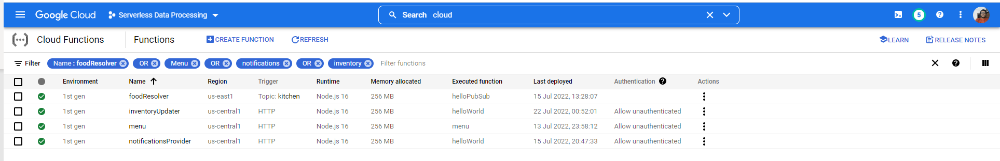 Google Cloud Serverless Data Processing Search cloud 5
Cloud Functions Functions CREATE FUNCTION REFRESH LEARN RELEASE NOTES
Filter Name : foodResolver OR Menu OR notifications OR inventory Filter functions
Environment Name Region Trigger Runtime Memory allocated Executed function Last deployed Authentication Actions
1st gen foodResolver us-east1 Topic: kitchen Node.js 16 256 MB helloPubSub 15 Jul 2022, 13:28:07
1st gen inventoryUpdater us-central1 HTTP Node.js 16 256 MB helloWorld 22 Jul 2022, 00:52:01 Allow unauthenticated
1st gen menu us-central1 HTTP Node.js 16 256 MB menu 13 Jul 2022, 23:58:12 Allow unauthenticated
1st gen notificationsProvider us-central1 HTTP Node.js 16 256 MB helloWorld 15 Jul 2022, 20:47:33 Allow unauthenticated